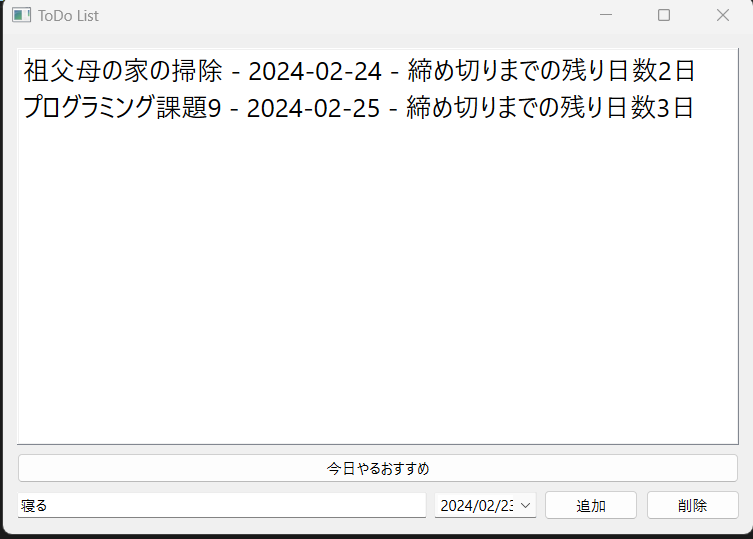 ToDo List
祖父母の家の掃除 - 2024-02-24 - 締め切りまでの残り日数2日
プログラミング課題9 - 2024-02-25 - 締め切りまでの残り日数3日
今日やるおすすめ
寝る
2024/02/23
追加
削除